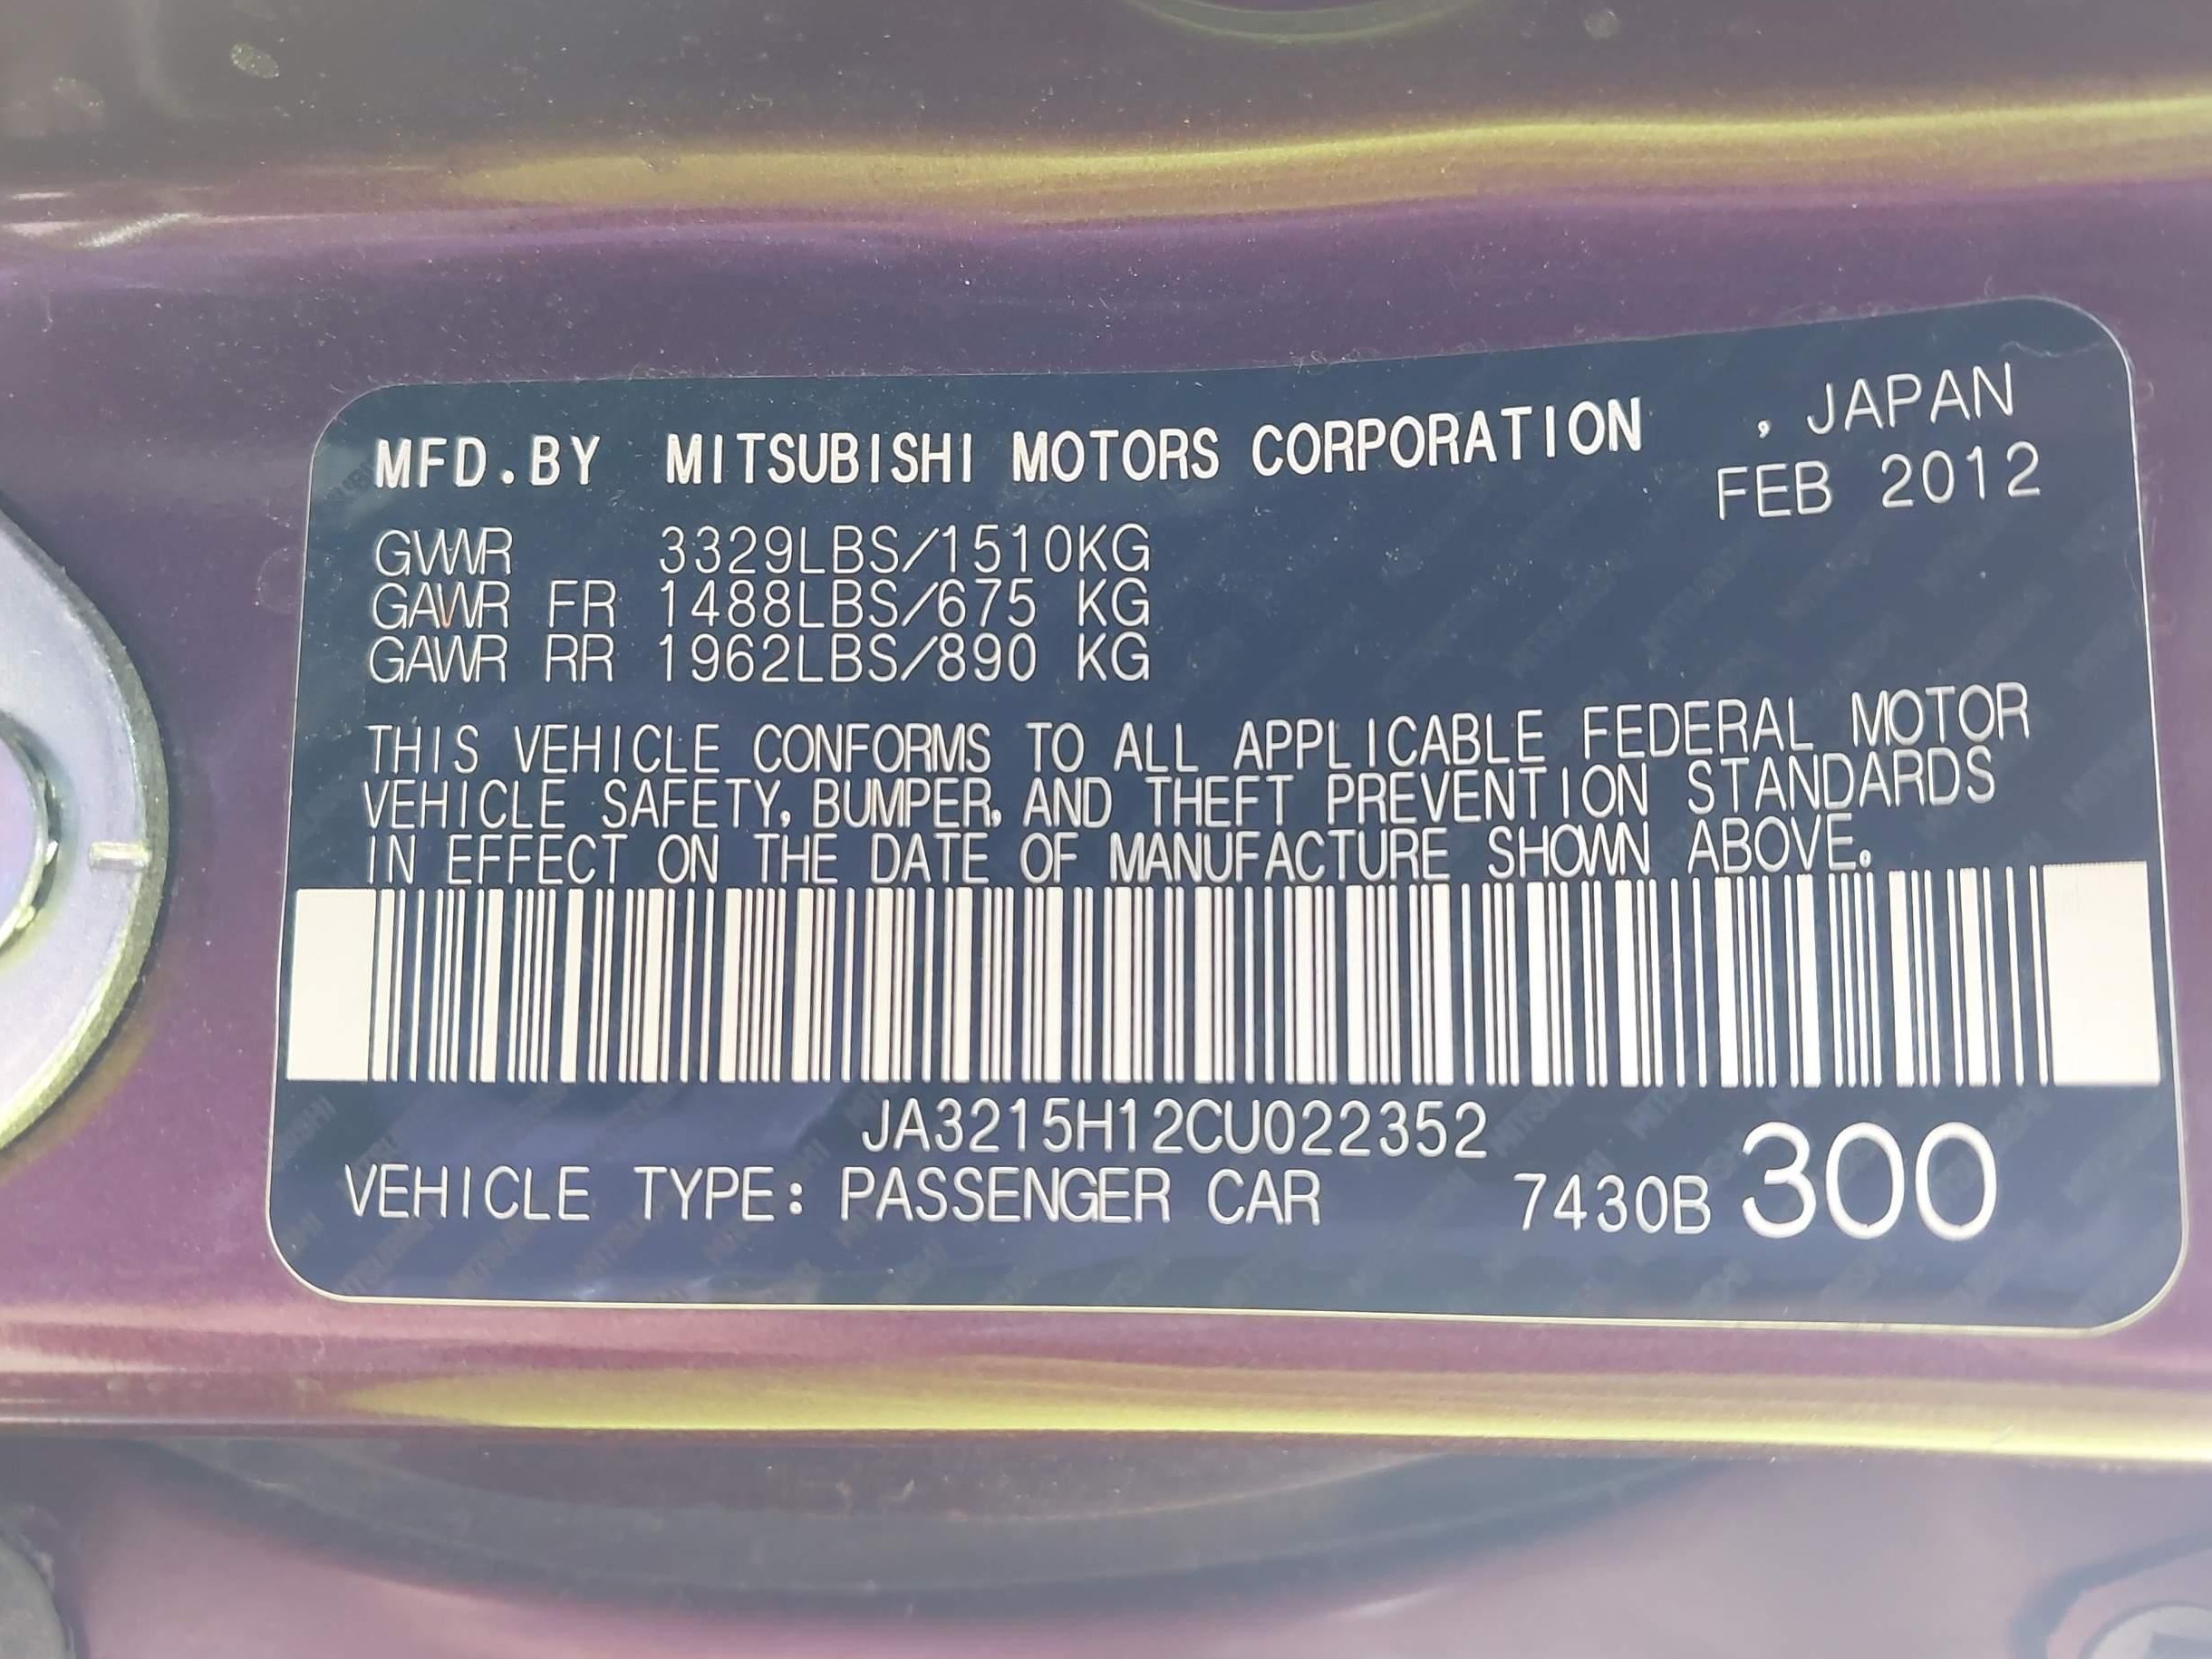 MFD.BY MITSUBISHI MOTORS CORPORATION , JAPAN
FEB 2012
GVWR 3329LBS/1510KG
GAWR FR 1488LBS/675 KG
GAWR RR 1962LBS/890 KG
THIS VEHICLE CONFORMS TO ALL APPLICABLE FEDERAL MOTOR
VEHICLE SAFETY, BUMPER, AND THEFT PREVENTION STANDARDS
IN EFFECT ON THE DATE OF MANUFACTURE SHOWN ABOVE.
JA3215H12CU022352
VEHICLE TYPE: PASSENGER CAR 7430B 300